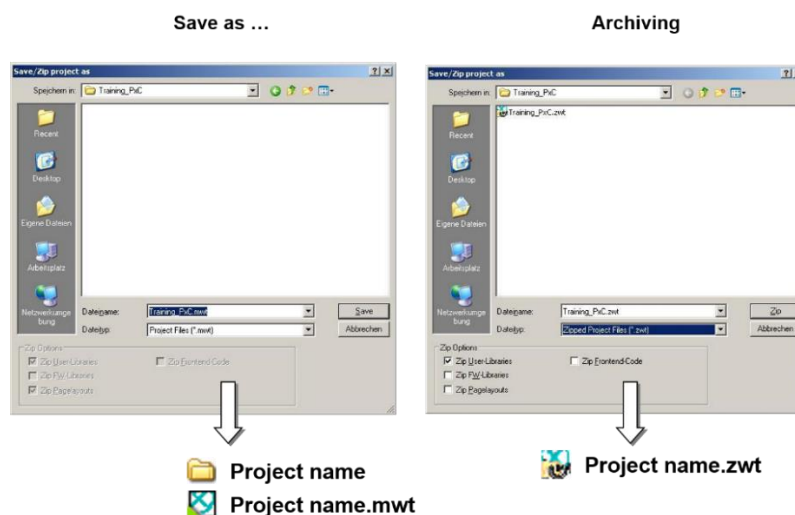 Save as ...
Archiving
Save/Zip project as
Speichern in:
Training_PxC
Recent
Desktop
Eigene Dateien
Arbeitsplatz
Netzwerkumge
bung
Dateiname:
Training_PxC.mwt
Save
Dateityp:
Project Files (*.mwt)
Abbrechen
Zip Options
Zip User-Libraries
Zip Frontend-Code
Zip FW-Libraries
Zip Pagelayouts
Save/Zip project as
Speichern in:
Training_PxC
Training_PxC.zwt
Recent
Desktop
Eigene Dateien
Arbeitsplatz
Netzwerkumge
bung
Dateiname:
Training_PxC.zwt
Zip
Dateityp:
Zipped Project Files (*.zwt)
Abbrechen
Zip Options
Zip User-Libraries
Zip Frontend-Code
Zip FW-Libraries
Zip Pagelayouts
Project name
Project name.mwt
Project name.zwt